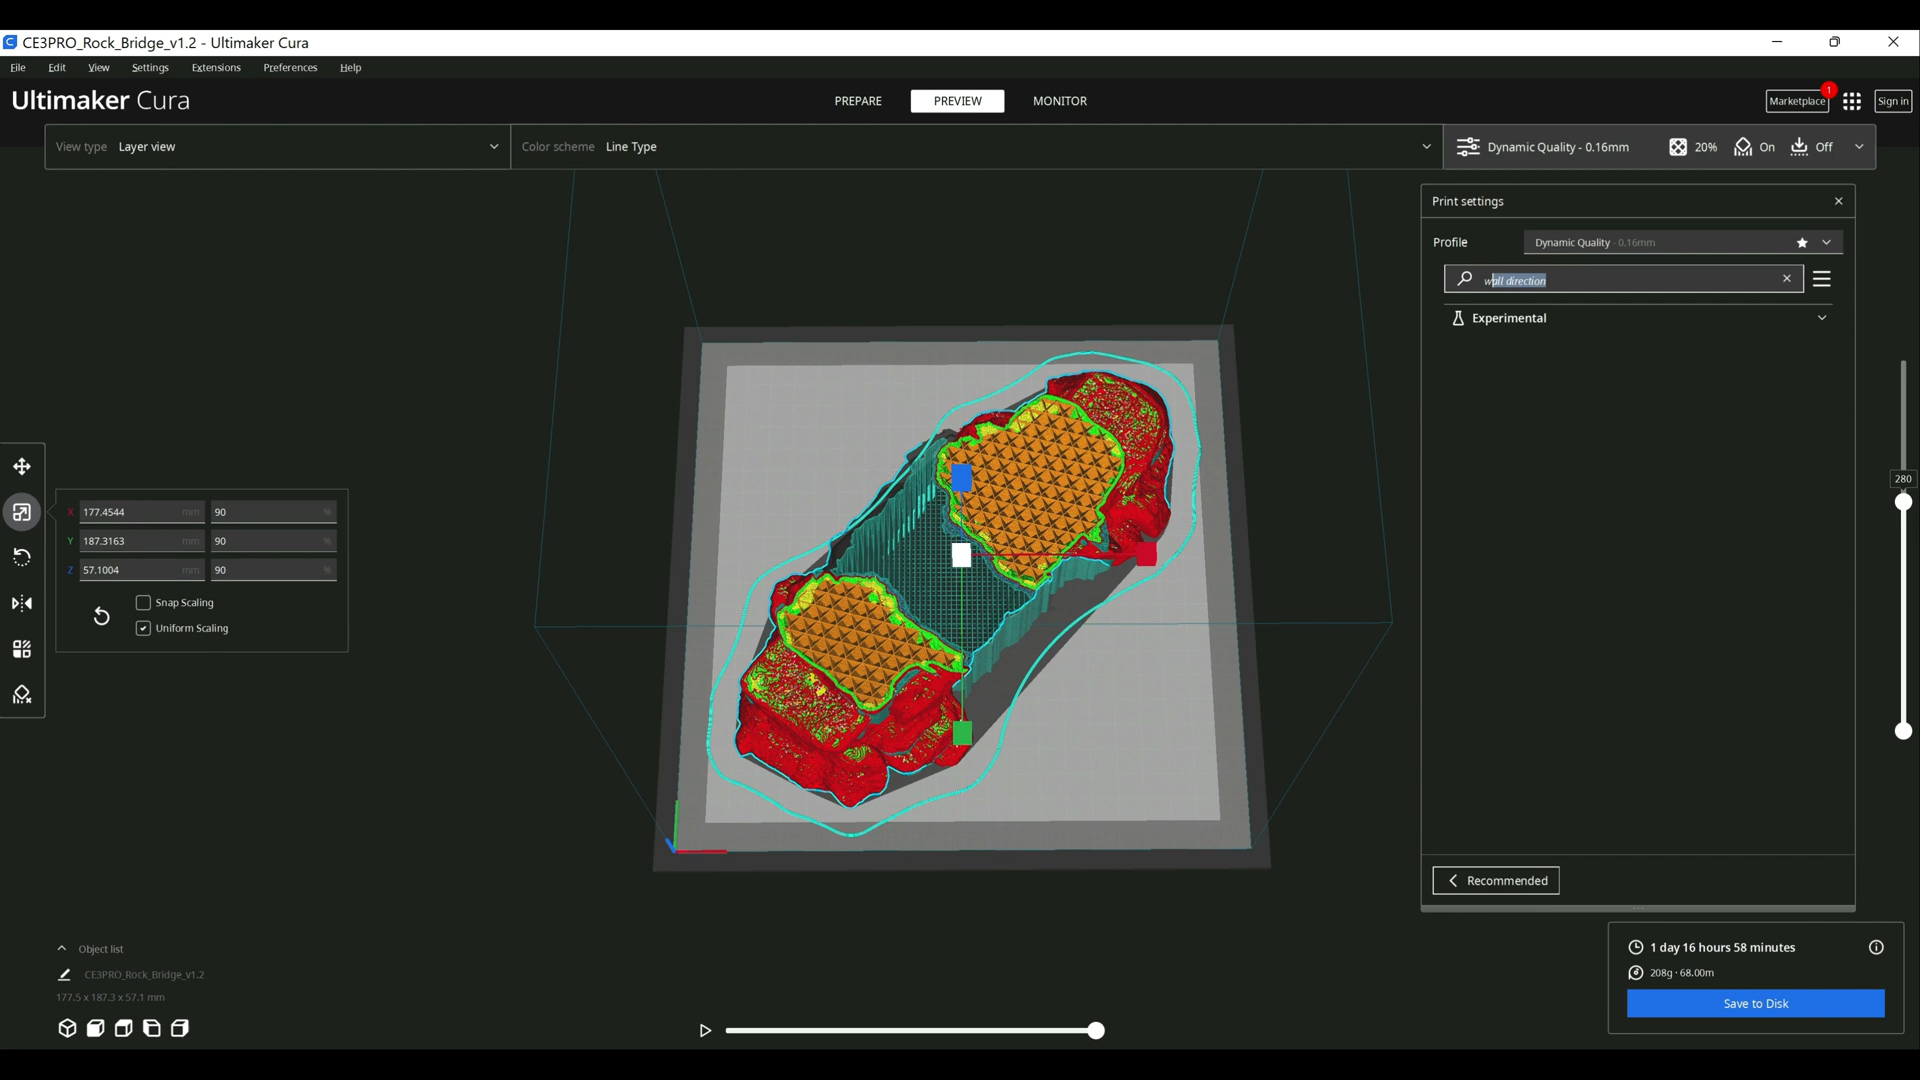 CE3PRO_Rock_Bridge_v1.2 - Ultimaker Cura
File Edit View Settings Extensions Preferences Help
Ultimaker Cura
PREPARE PREVIEW MONITOR
Marketplace 1 Sign in
View type Layer view Color scheme Line Type Dynamic Quality - 0.16mm 20% On Off
Print settings
Profile Dynamic Quality - 0.16mm
wall direction
Experimental
280
X 177.4544 mm 90 %
Y 187.3163 mm 90 %
Z 57.1004 mm 90 %
Snap Scaling
Uniform Scaling
Recommended
Object list
CE3PRO_Rock_Bridge_v1.2
177.5 x 187.3 x 57.1 mm
1 day 16 hours 58 minutes
208g · 68.00m
Save to Disk